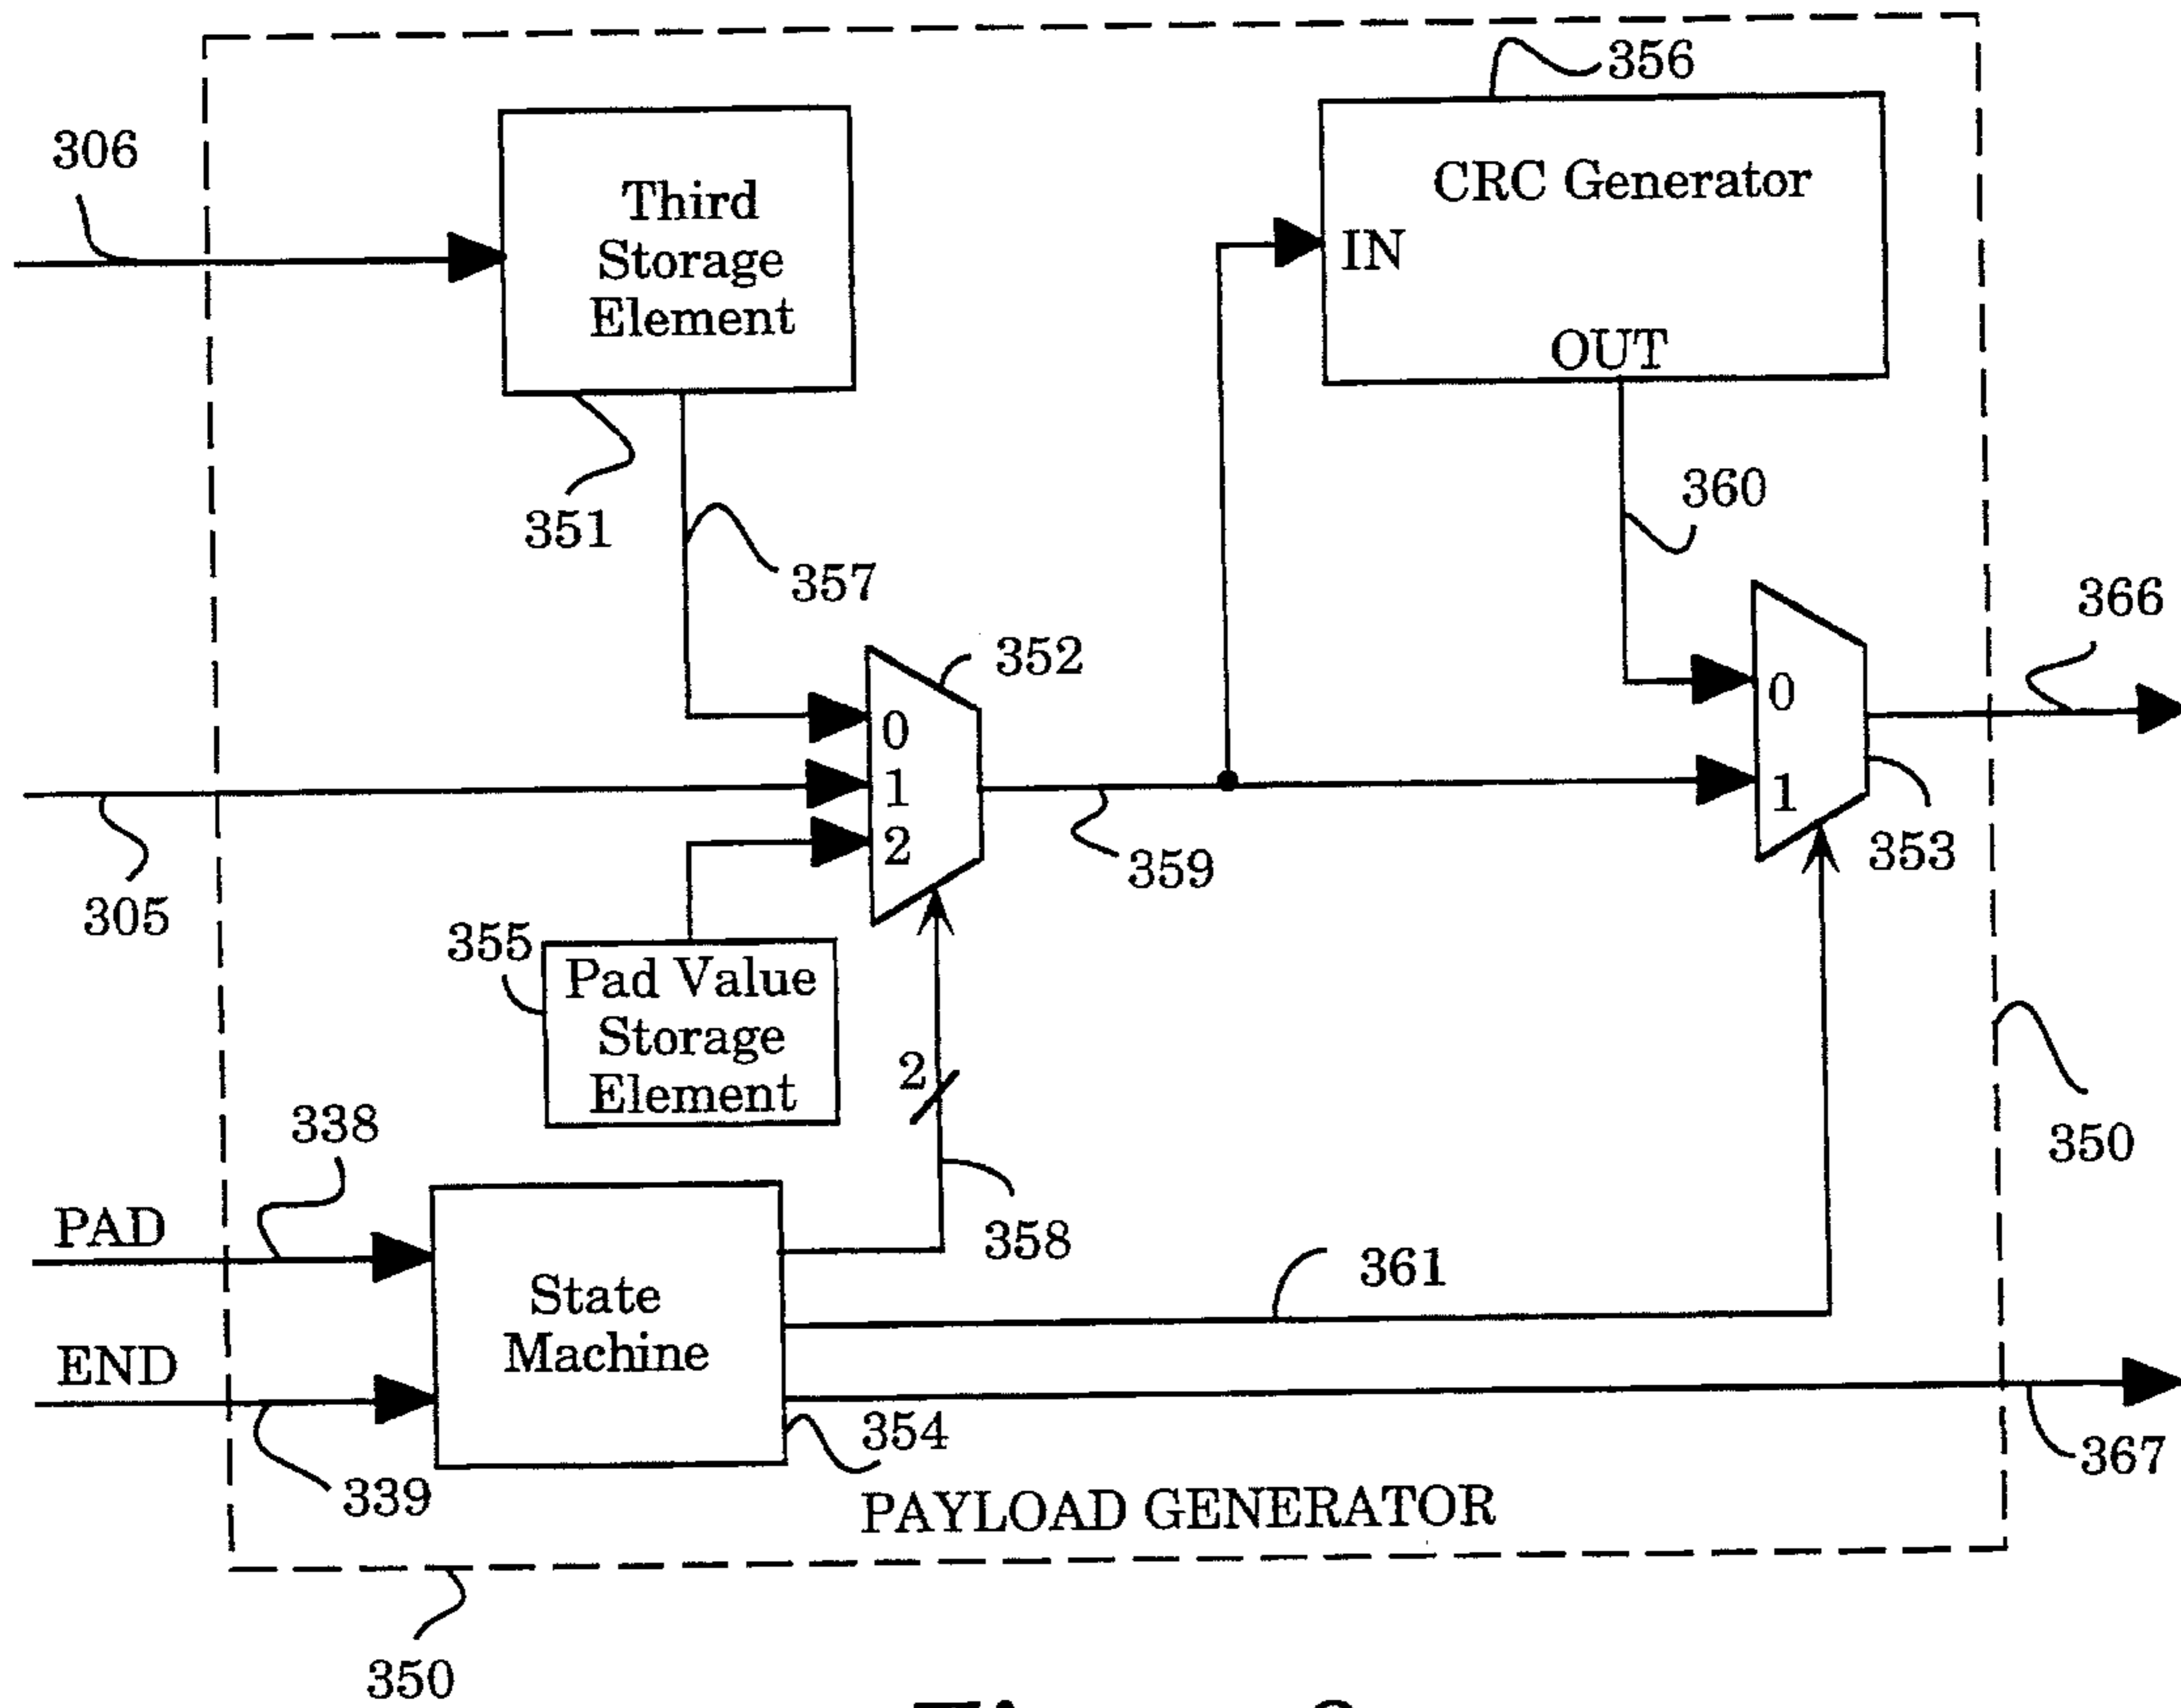 356
306
Third
Storage
Element
CRC Generator
IN
OUT
351
357
360
366
352
0
1
2
0
1
359
353
305
355
Pad Value
Storage
Element
2
350
338
PAD
358
361
State
Machine
END
354
367
339
PAYLOAD GENERATOR
350